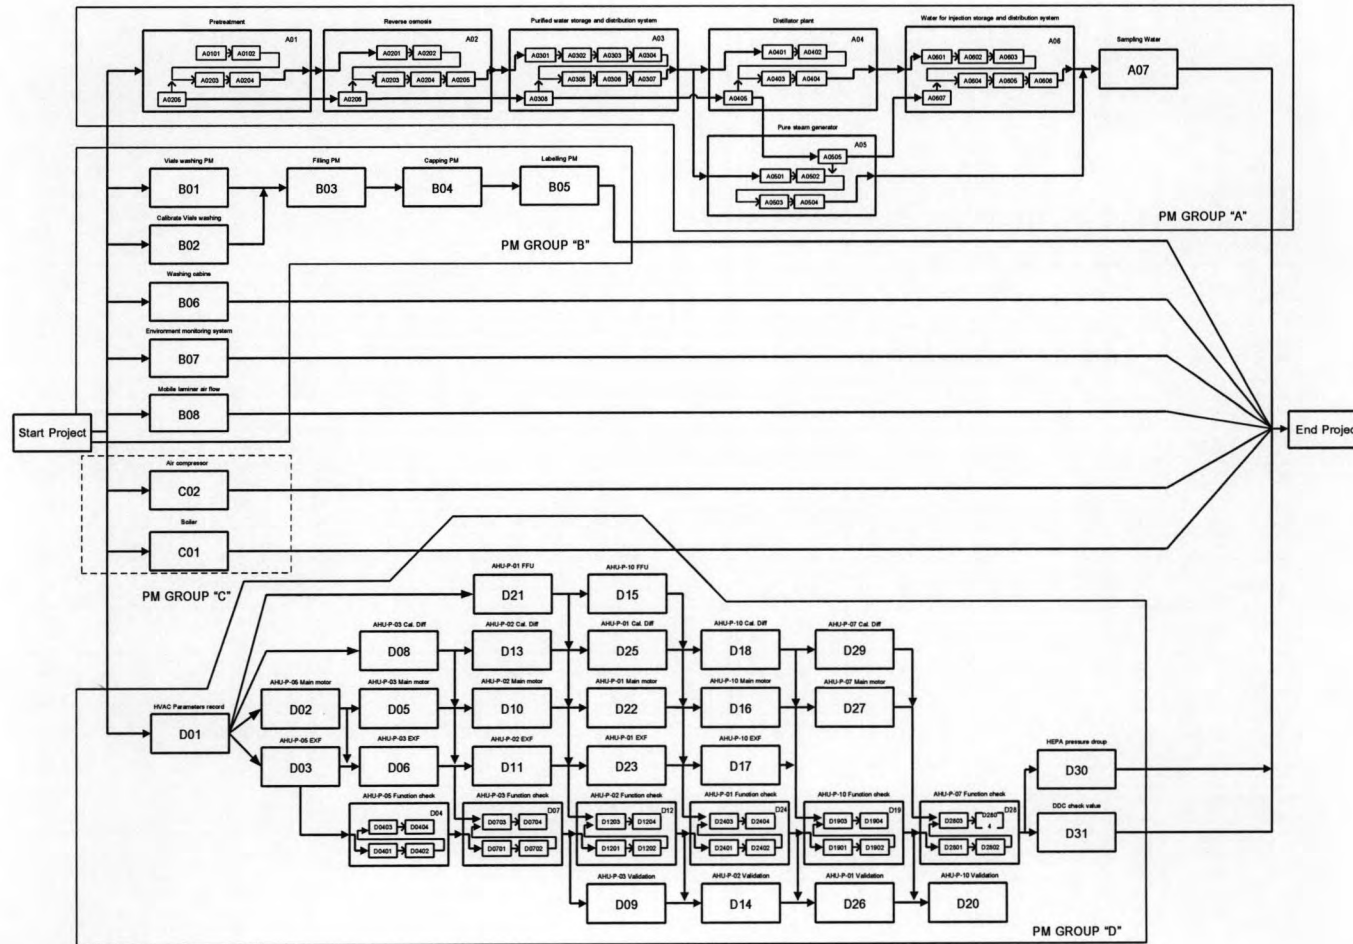 Pretreatment
A01
A0101
A0102
A0203
A0204
A0205
Reverse osmosis
A02
A0201
A0202
A0203
A0204
A0205
A0206
Purified water storage and distribution system
A03
A0301
A0302
A0303
A0304
A0305
A0306
A0307
A0308
Distillator plant
A04
A0401
A0402
A0403
A0404
A0405
Water for injection storage and distribution system
A06
A0601
A0602
A0603
A0604
A0605
A0606
A0607
Sampling Water
A07
Pure steam generator
A05
A0505
A0501
A0502
A0503
A0504
PM GROUP "A"
Vials washing PM
B01
Filling PM
B03
Capping PM
B04
Labelling PM
B05
Calibrate Vials washing
B02
PM GROUP "B"
Washing cabine
B06
Environment monitoring system
B07
Mobile laminar air flow
B08
Start Project
End Project
Air compressor
C02
Soiler
C01
PM GROUP "C"
AHU-P-01 FFU
D21
AHU-P-10 FFU
D15
AHU-P-03 Cal. Diff
D08
AHU-P-02 Cal. Diff
D13
AHU-P-01 Cal. Diff
D25
AHU-P-10 Cal. Diff
D18
AHU-P-07 Cal. Diff
D29
HVAC Parameters record
D01
AHU-P-05 Main motor
D02
AHU-P-03 Main motor
D05
AHU-P-02 Main motor
D10
AHU-P-01 Main motor
D22
AHU-P-10 Main motor
D16
AHU-P-07 Main motor
D27
AHU-P-05 EXF
D03
AHU-P-03 EXF
D06
AHU-P-02 EXF
D11
AHU-P-01 EXF
D23
AHU-P-10 EXF
D17
HEPA pressure droup
D30
AHU-P-05 Function check
D04
D0403
D0404
D0401
D0402
AHU-P-03 Function check
D07
D0703
D0704
D0701
D0702
AHU-P-02 Function check
D12
D1203
D1204
D1201
D1202
AHU-P-01 Function check
D24
D2403
D2404
D2401
D2402
AHU-P-10 Function check
D19
D1903
D1904
D1901
D1902
AHU-P-07 Function check
D28
D2803
D280
4
D2801
D2802
DDC check value
D31
AHU-P-03 Validation
D09
AHU-P-02 Validation
D14
AHU-P-01 Validation
D26
AHU-P-10 Validation
D20
PM GROUP "D"